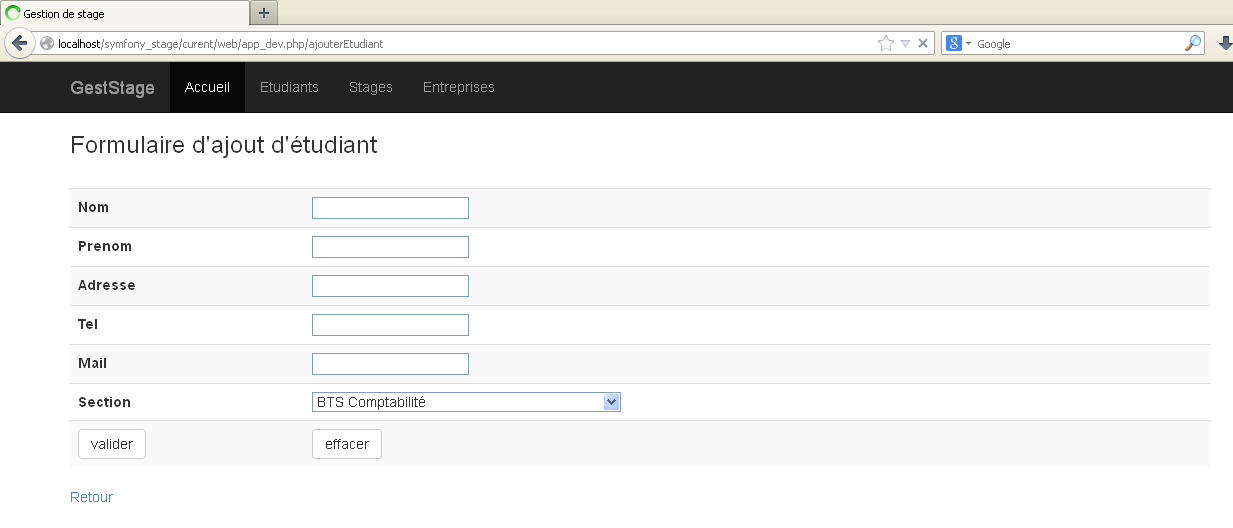 Gestion de stage
localhost/symfony_stage/curent/web/app_dev.php/ajouterEtudiant
Google
GestStage Accueil Etudiants Stages Entreprises
Formulaire d'ajout d'étudiant
Nom
Prenom
Adresse
Tel
Mail
Section BTS Comptabilité
valider effacer
Retour